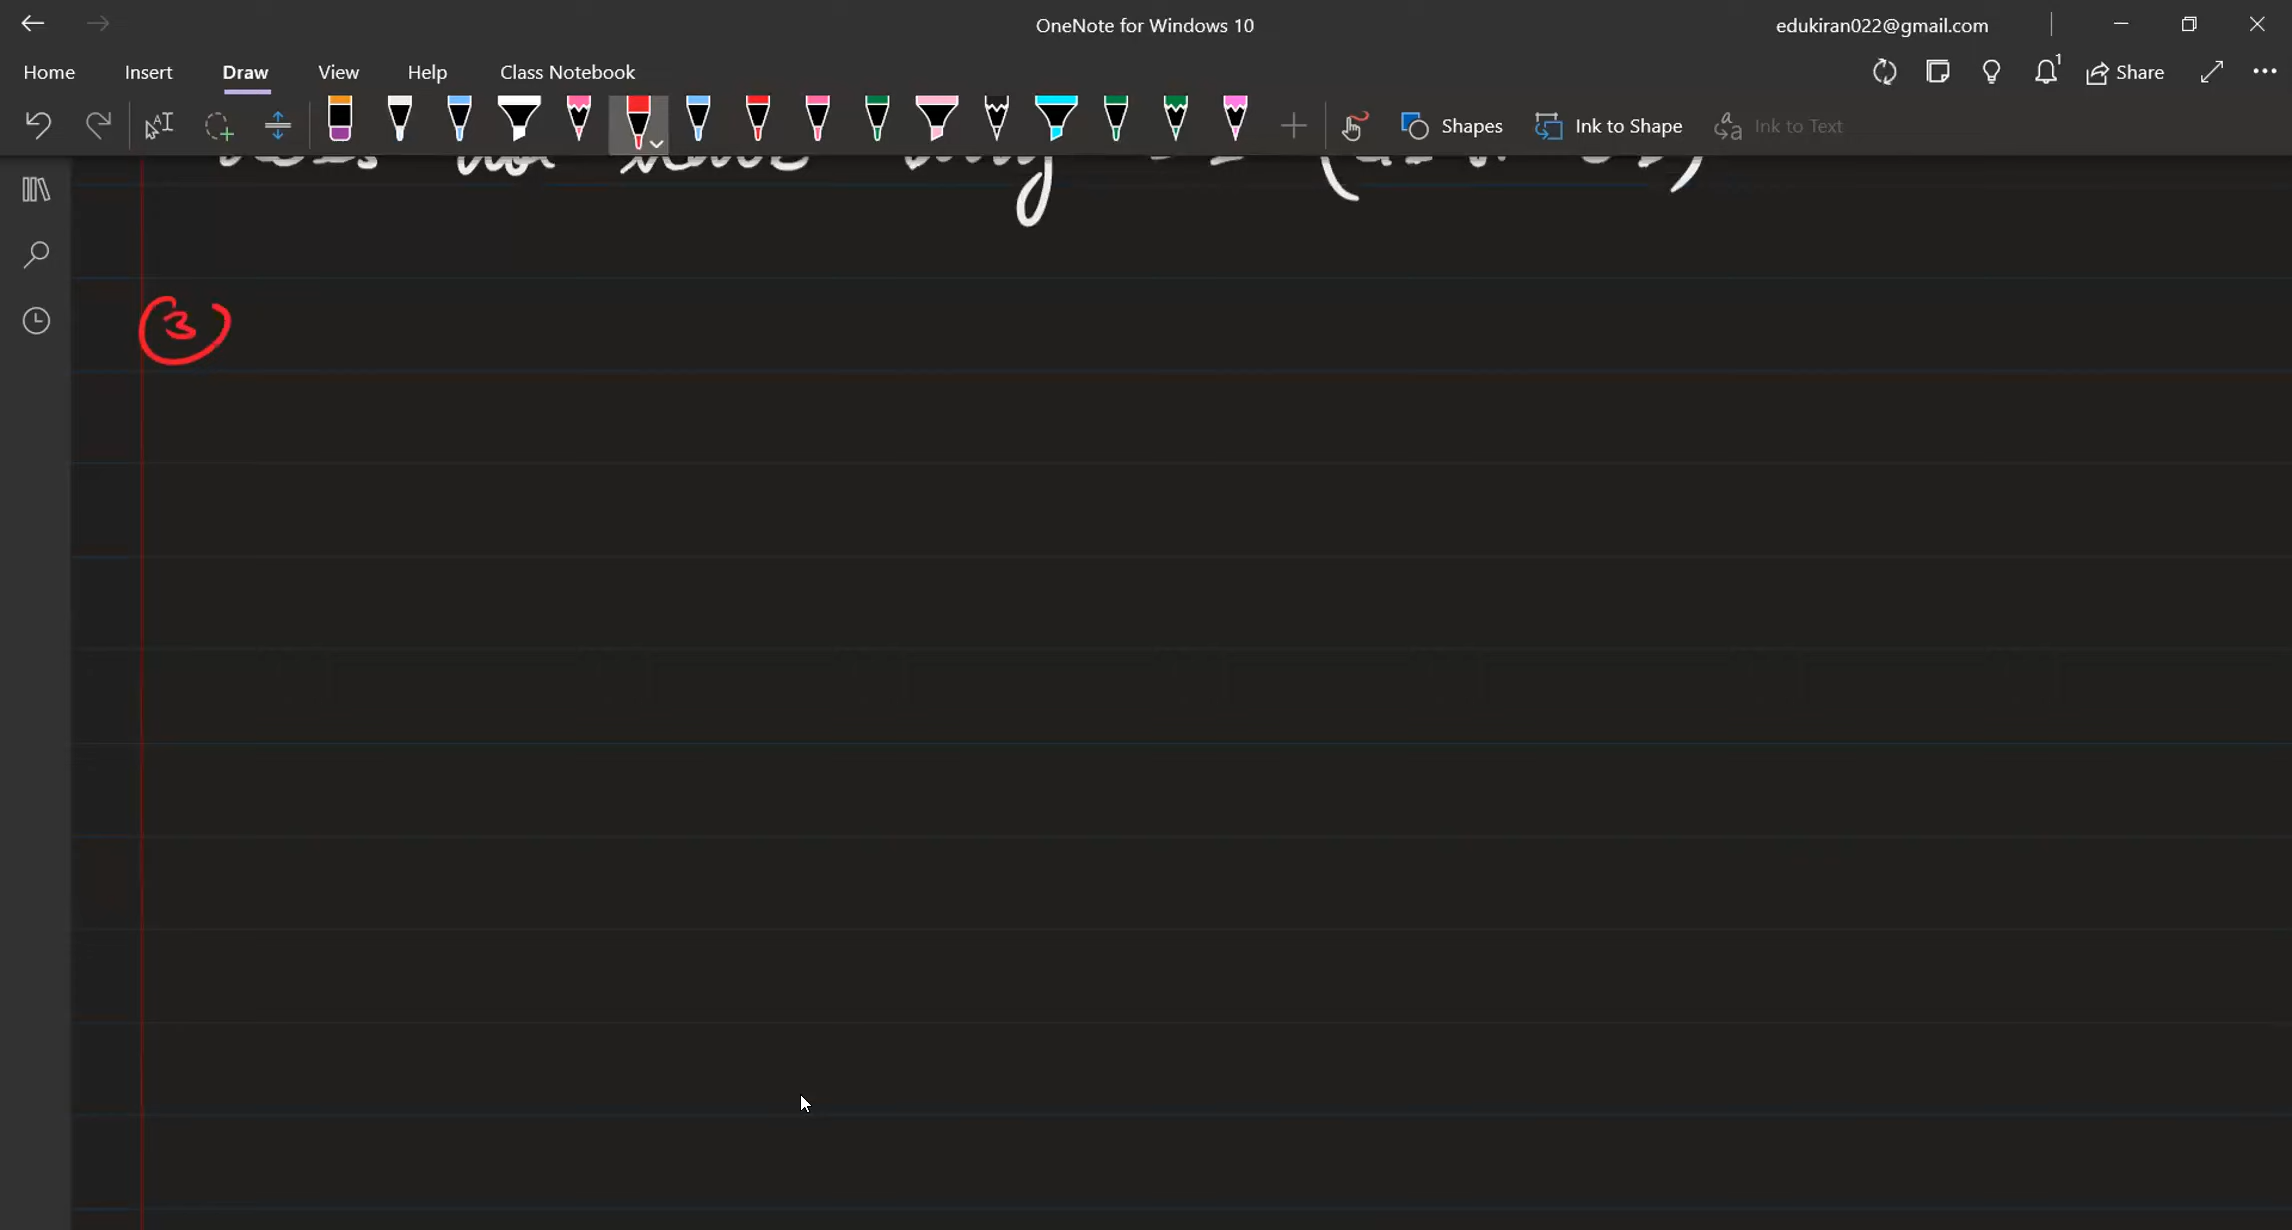 OneNote for Windows 10
edukiran022@gmail.com
Home Insert Draw View Help Class Notebook
1 Share
Shapes Ink to Shape Ink to Text
3